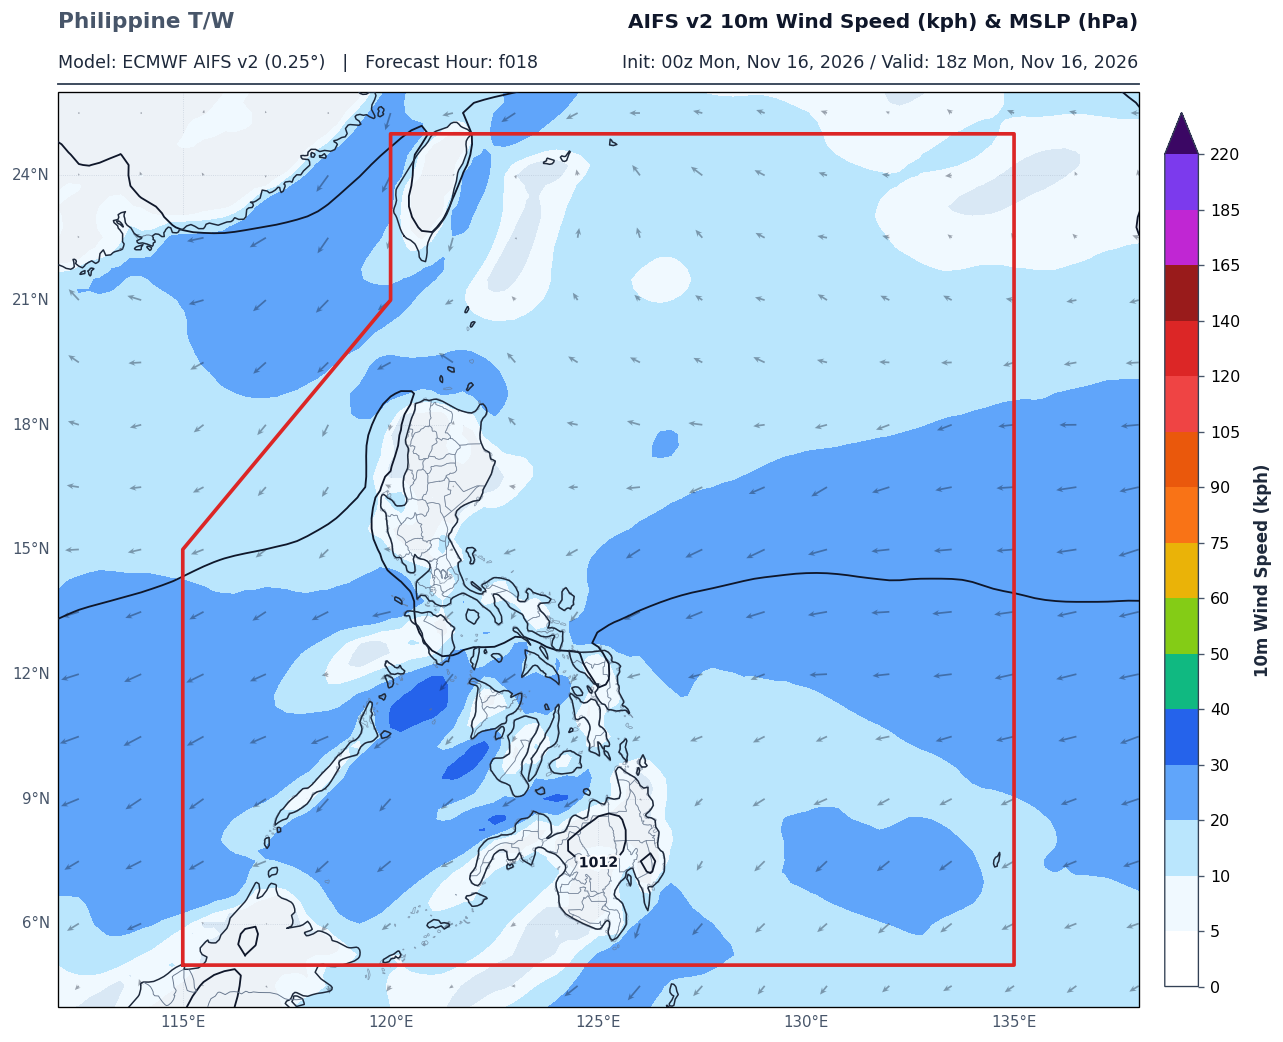 Philippine T/W
AIFS v2 10m Wind Speed (kph) & MSLP (hPa)
Model: ECMWF AIFS v2 (0.25°)   |   Forecast Hour: f018
Init: 00z Mon, Nov 16, 2026 / Valid: 18z Mon, Nov 16, 2026
24°N
21°N
18°N
15°N
12°N
9°N
6°N
1012
115°E
120°E
125°E
130°E
135°E
220
185
165
140
120
105
90
75
60
50
40
30
20
10
5
0
10m Wind Speed (kph)